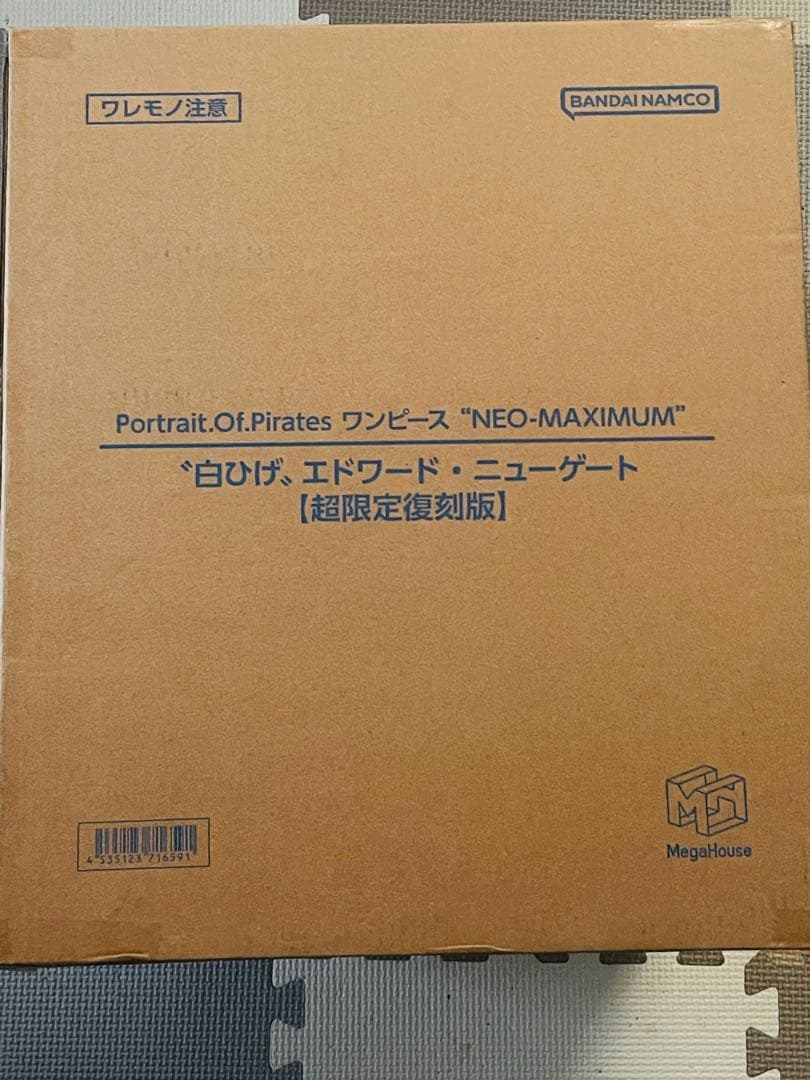 ワレモノ注意
BANDAI NAMCO
Portrait.Of.Pirates ワンピース “NEO-MAXIMUM”
〝白ひげ〟エドワード・ニューゲート
【超限定復刻版】
4 535123 716591
MH
MegaHouse